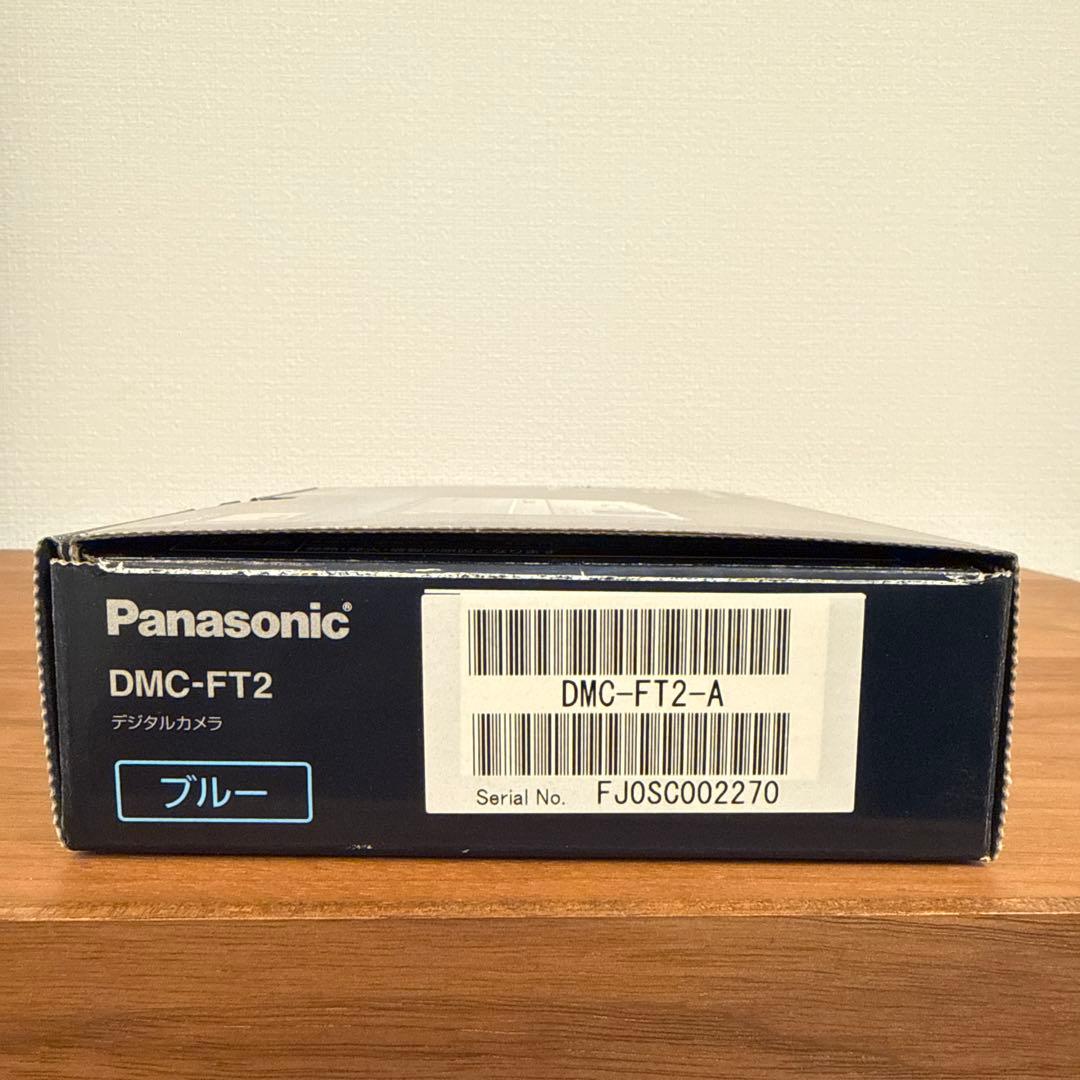 Panasonic®
DMC-FT2
デジタルカメラ
ブルー
DMC-FT2-A
Serial No. FJ0SC002270